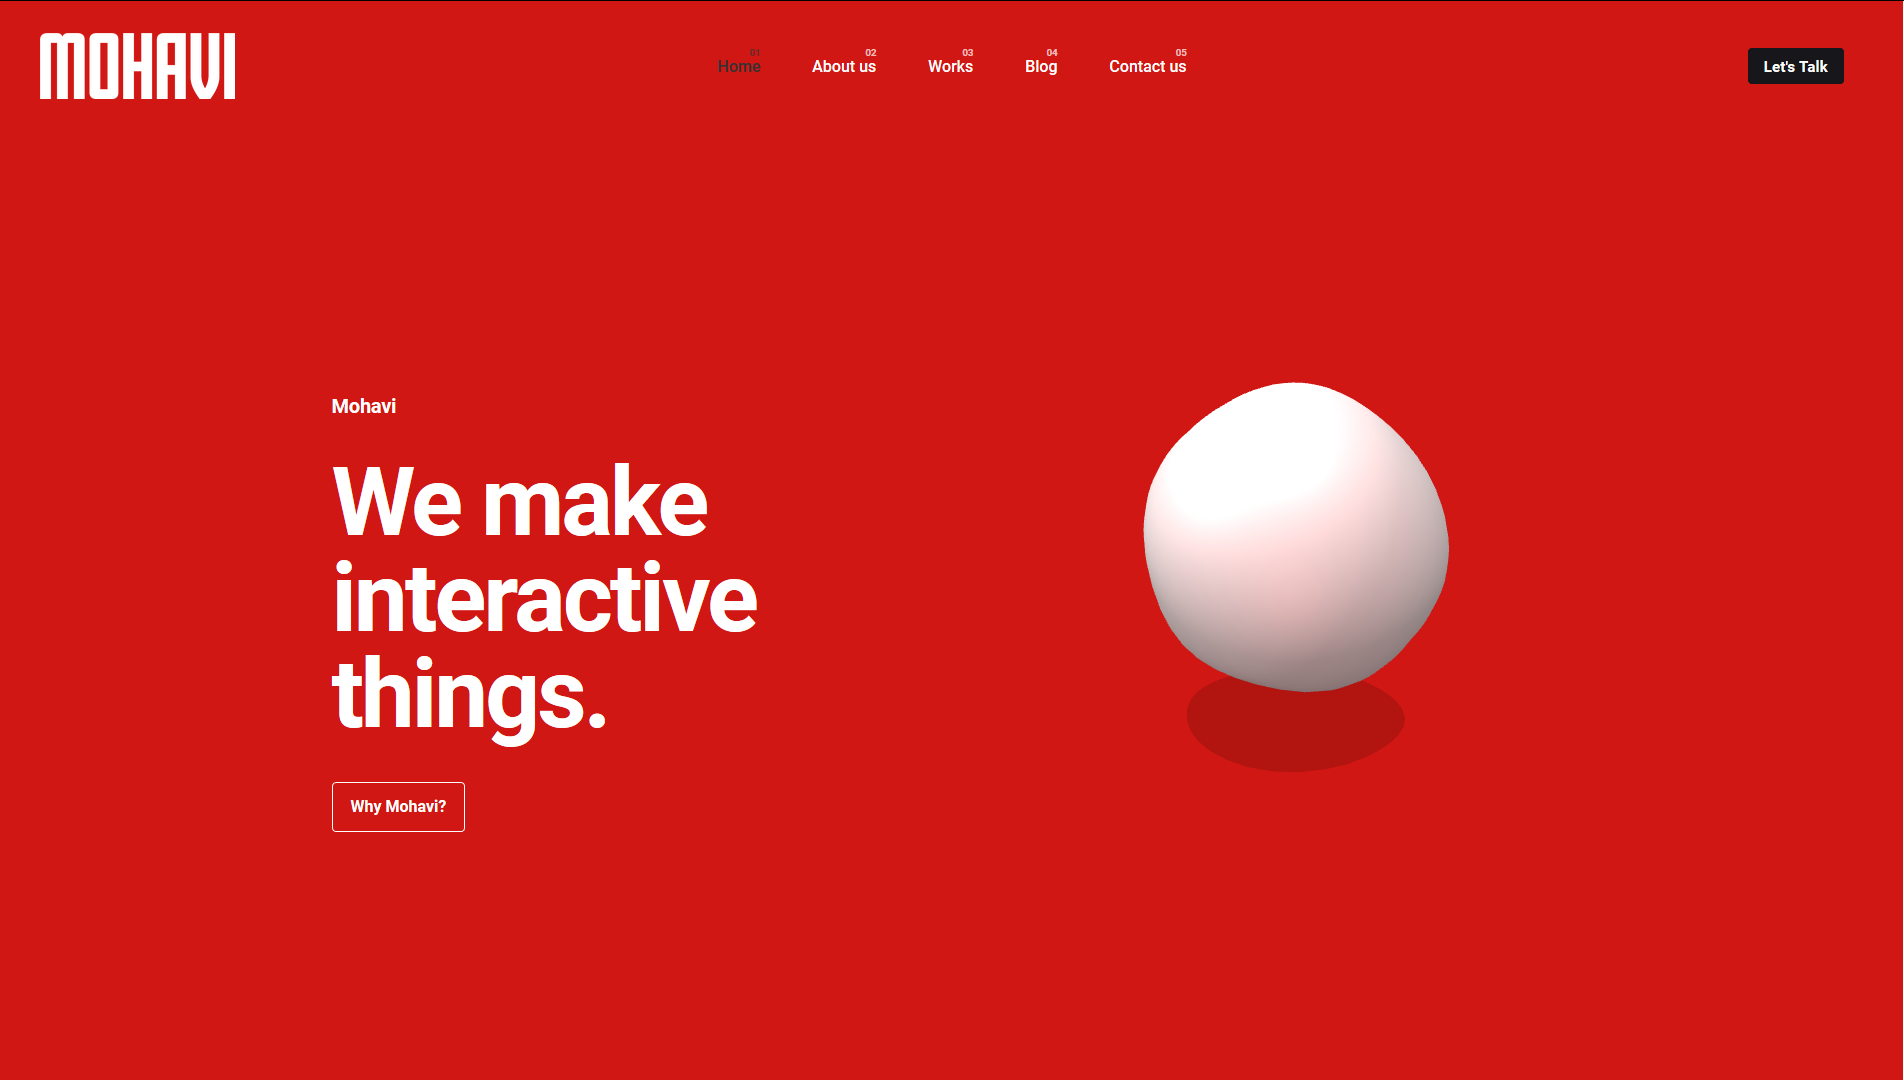 MOHAVI
01 02 03 04 05
Home About us Works Blog Contact us
Let's Talk
Mohavi
We make
interactive
things.
Why Mohavi?